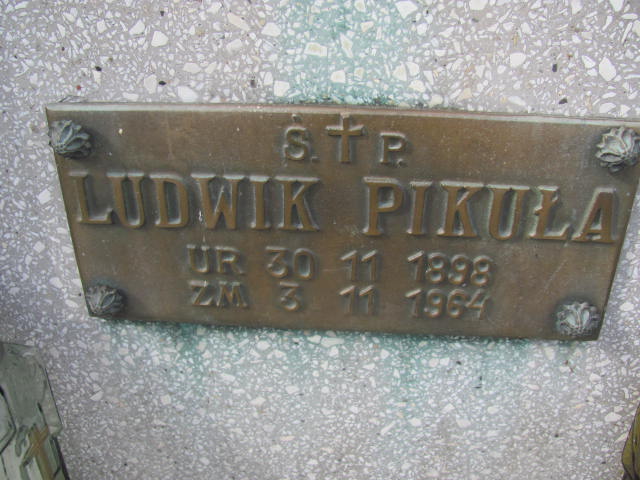 Ś. † P.
LUDWIK PIKUŁA
UR 30 11 1898
ZM 3 11 1964